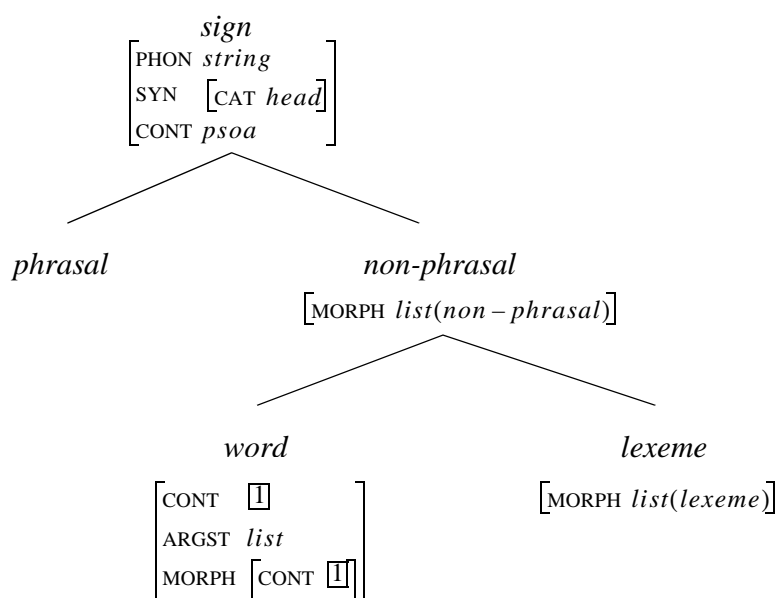 sign
PHON string
SYN [CAT head]
CONT psoa
phrasal
non-phrasal
[MORPH list(non – phrasal)]
word
lexeme
CONT 1
[MORPH list(lexeme)]
ARGST list
MORPH [CONT 1]